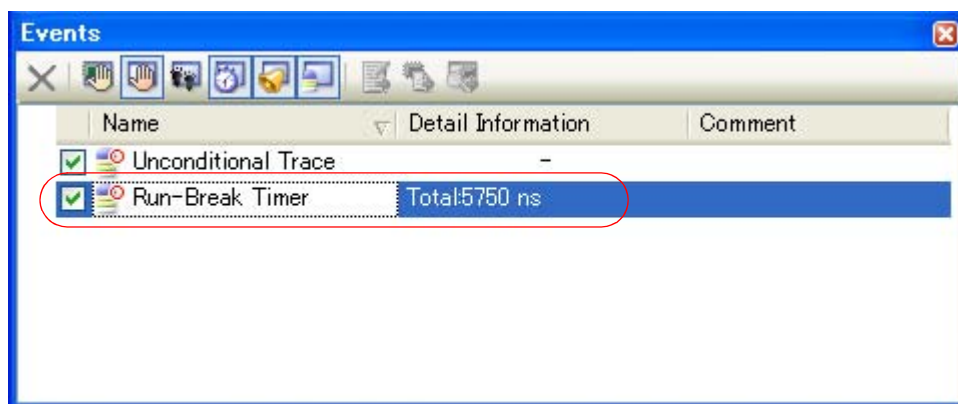 Events
Name Detail Information Comment
Unconditional Trace -
Run-Break Timer Total:5750 ns